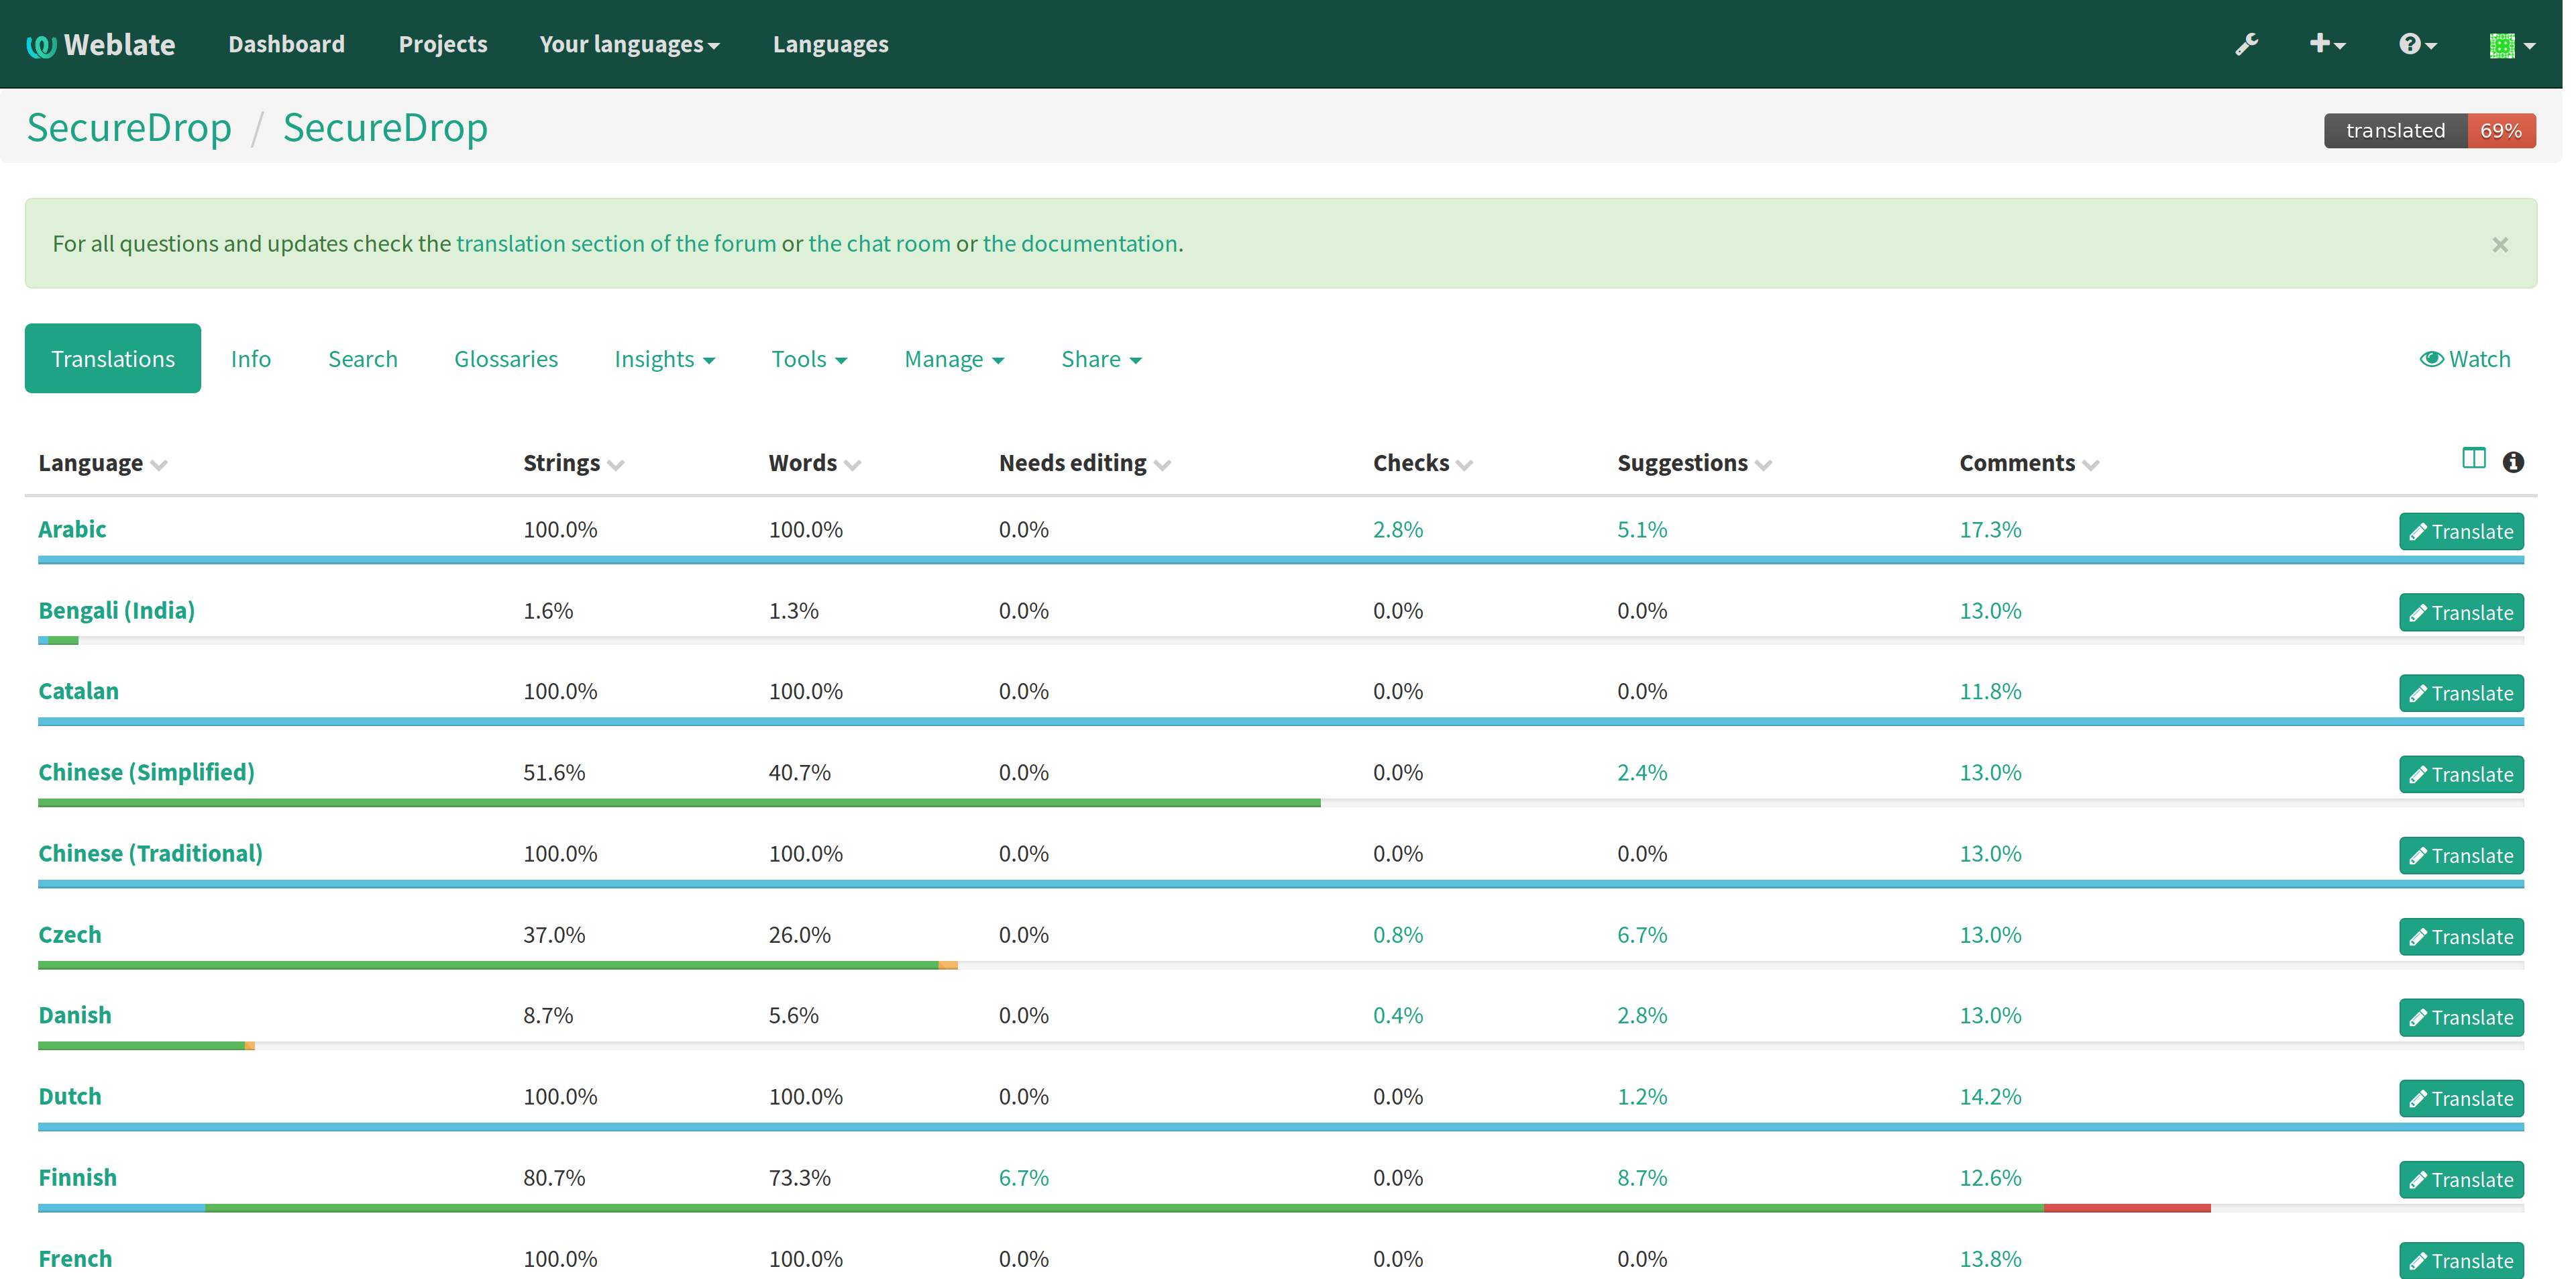 Weblate Dashboard Projects Your languages Languages
SecureDrop / SecureDrop translated 69%
For all questions and updates check the translation section of the forum or the chat room or the documentation. ×
Translations Info Search Glossaries Insights Tools Manage Share Watch
Language Strings Words Needs editing Checks Suggestions Comments
Arabic 100.0% 100.0% 0.0% 2.8% 5.1% 17.3% Translate
Bengali (India) 1.6% 1.3% 0.0% 0.0% 0.0% 13.0% Translate
Catalan 100.0% 100.0% 0.0% 0.0% 0.0% 11.8% Translate
Chinese (Simplified) 51.6% 40.7% 0.0% 0.0% 2.4% 13.0% Translate
Chinese (Traditional) 100.0% 100.0% 0.0% 0.0% 0.0% 13.0% Translate
Czech 37.0% 26.0% 0.0% 0.8% 6.7% 13.0% Translate
Danish 8.7% 5.6% 0.0% 0.4% 2.8% 13.0% Translate
Dutch 100.0% 100.0% 0.0% 0.0% 1.2% 14.2% Translate
Finnish 80.7% 73.3% 6.7% 0.0% 8.7% 12.6% Translate
French 100.0% 100.0% 0.0% 0.0% 0.0% 13.8% Translate